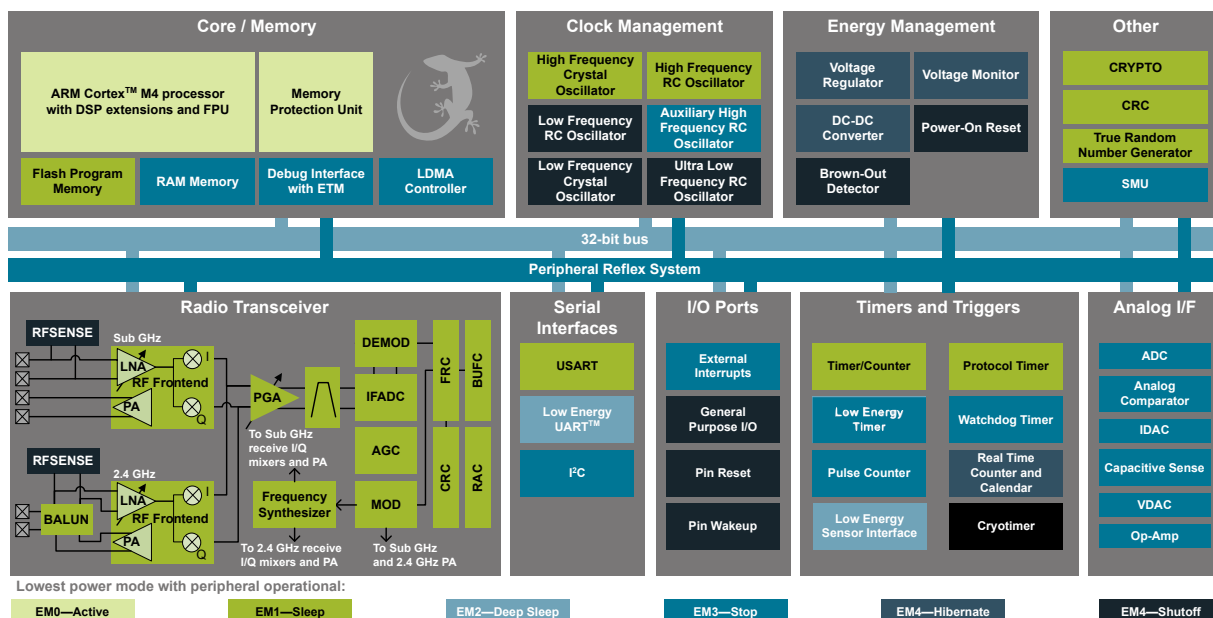 Core / Memory
ARM Cortex™ M4 processor
with DSP extensions and FPU
Memory
Protection Unit
Flash Program
Memory
RAM Memory
Debug Interface
with ETM
LDMA
Controller
Clock Management
High Frequency
Crystal
Oscillator
High Frequency
RC Oscillator
Low Frequency
RC Oscillator
Auxiliary High
Frequency RC
Oscillator
Low Frequency
Crystal
Oscillator
Ultra Low
Frequency RC
Oscillator
Energy Management
Voltage
Regulator
Voltage Monitor
DC-DC
Converter
Power-On Reset
Brown-Out
Detector
Other
CRYPTO
CRC
True Random
Number Generator
SMU
32-bit bus
Peripheral Reflex System
Radio Transceiver
RFSENSE
Sub GHz
LNA
RF Frontend
PA
I
Q
PGA
To Sub GHz
receive I/Q
mixers and PA
DEMOD
IFADC
AGC
MOD
FRC
BUFC
CRC
RAC
RFSENSE
2.4 GHz
LNA
RF Frontend
BALUN
PA
I
Q
Frequency
Synthesizer
To 2.4 GHz receive
I/Q mixers and PA
To Sub GHz
and 2.4 GHz PA
Serial
Interfaces
USART
Low Energy
UART™
I²C
I/O Ports
External
Interrupts
General
Purpose I/O
Pin Reset
Pin Wakeup
Timers and Triggers
Timer/Counter
Protocol Timer
Low Energy
Timer
Watchdog Timer
Pulse Counter
Real Time
Counter and
Calendar
Low Energy
Sensor Interface
Cryotimer
Analog I/F
ADC
Analog
Comparator
IDAC
Capacitive Sense
VDAC
Op-Amp
Lowest power mode with peripheral operational:
EM0—Active
EM1—Sleep
EM2—Deep Sleep
EM3—Stop
EM4—Hibernate
EM4—Shutoff